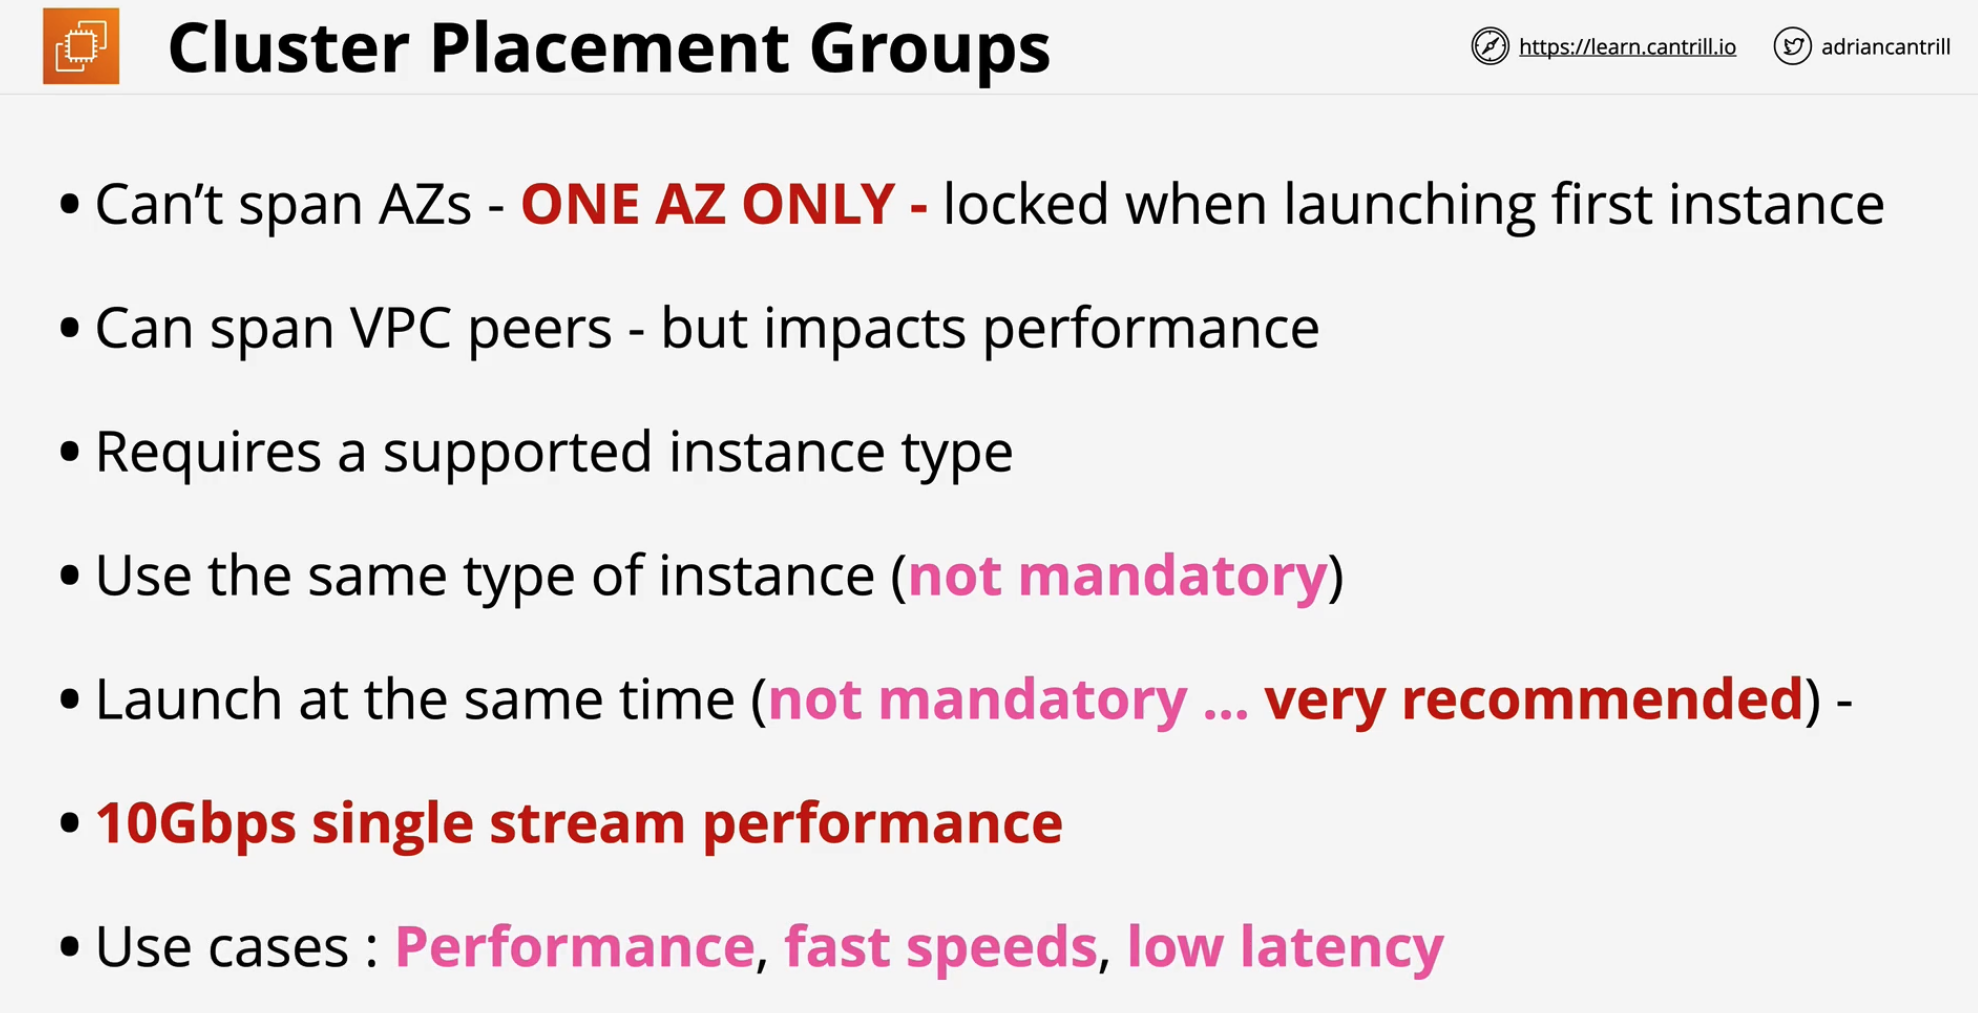 Cluster Placement Groups
https://learn.cantrill.io
adriancantrill
• Can’t span AZs - ONE AZ ONLY - locked when launching first instance
• Can span VPC peers - but impacts performance
• Requires a supported instance type
• Use the same type of instance (not mandatory)
• Launch at the same time (not mandatory ... very recommended) -
• 10Gbps single stream performance
• Use cases : Performance, fast speeds, low latency